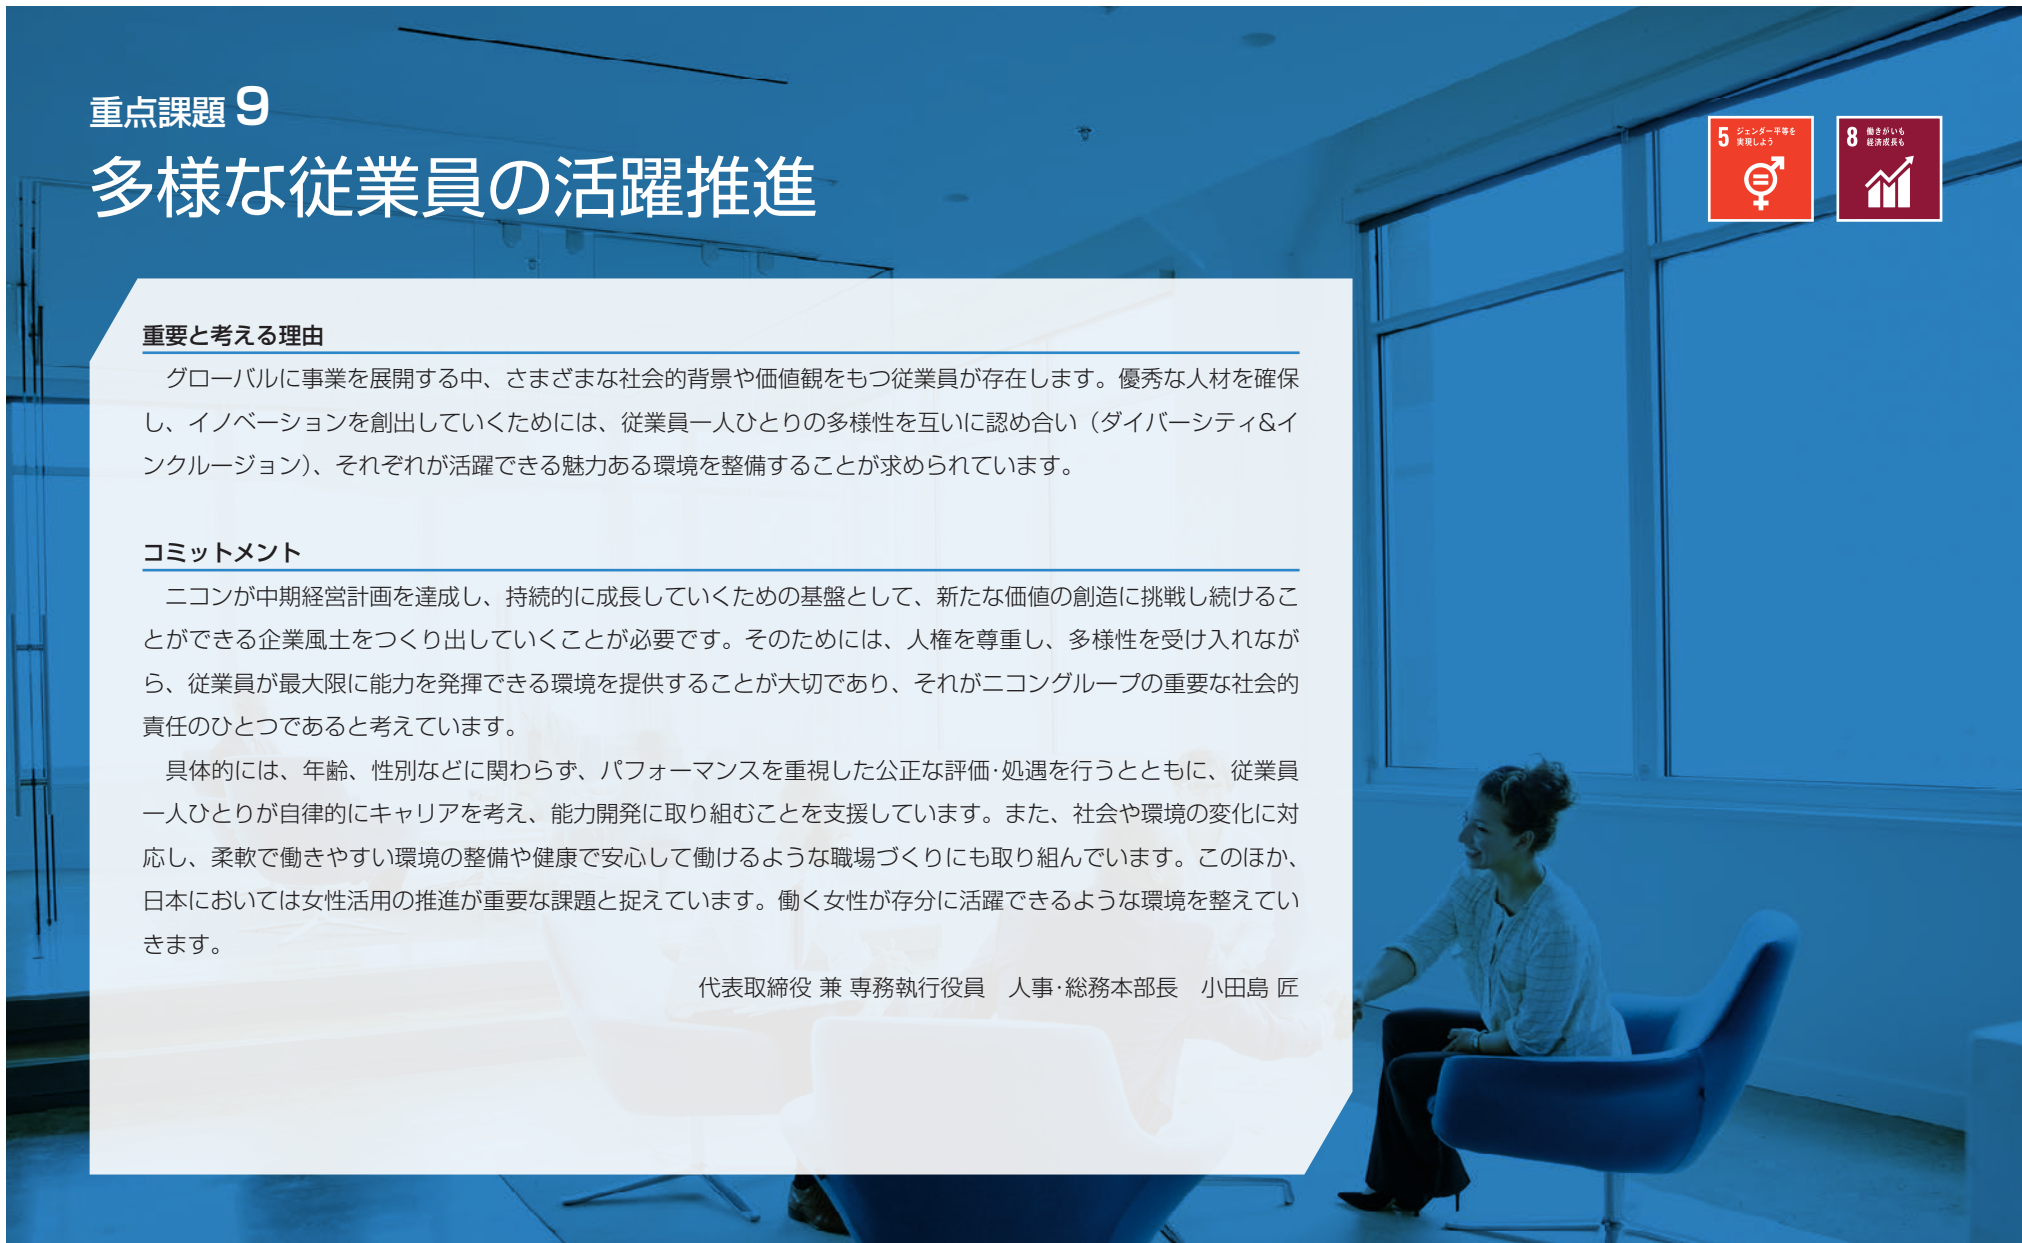 重点課題 9
多様な従業員の活躍推進
5 ジェンダー平等を
実現しよう
8 働きがいも
経済成長も
重要と考える理由
グローバルに事業を展開する中、さまざまな社会的背景や価値観をもつ従業員が存在します。優秀な人材を確保
し、イノベーションを創出していくためには、従業員一人ひとりの多様性を互いに認め合い（ダイバーシティ&イ
ンクルージョン）、それぞれが活躍できる魅力ある環境を整備することが求められています。
コミットメント
ニコンが中期経営計画を達成し、持続的に成長していくための基盤として、新たな価値の創造に挑戦し続けるこ
とができる企業風土をつくり出していくことが必要です。そのためには、人権を尊重し、多様性を受け入れなが
ら、従業員が最大限に能力を発揮できる環境を提供することが大切であり、それがニコングループの重要な社会的
責任のひとつであると考えています。
具体的には、年齢、性別などに関わらず、パフォーマンスを重視した公正な評価・処遇を行うとともに、従業員
一人ひとりが自律的にキャリアを考え、能力開発に取り組むことを支援しています。また、社会や環境の変化に対
応し、柔軟で働きやすい環境の整備や健康で安心して働けるような職場づくりにも取り組んでいます。このほか、
日本においては女性活用の推進が重要な課題と捉えています。働く女性が存分に活躍できるような環境を整えてい
きます。
代表取締役 兼 専務執行役員　人事・総務本部長　小田島 匠